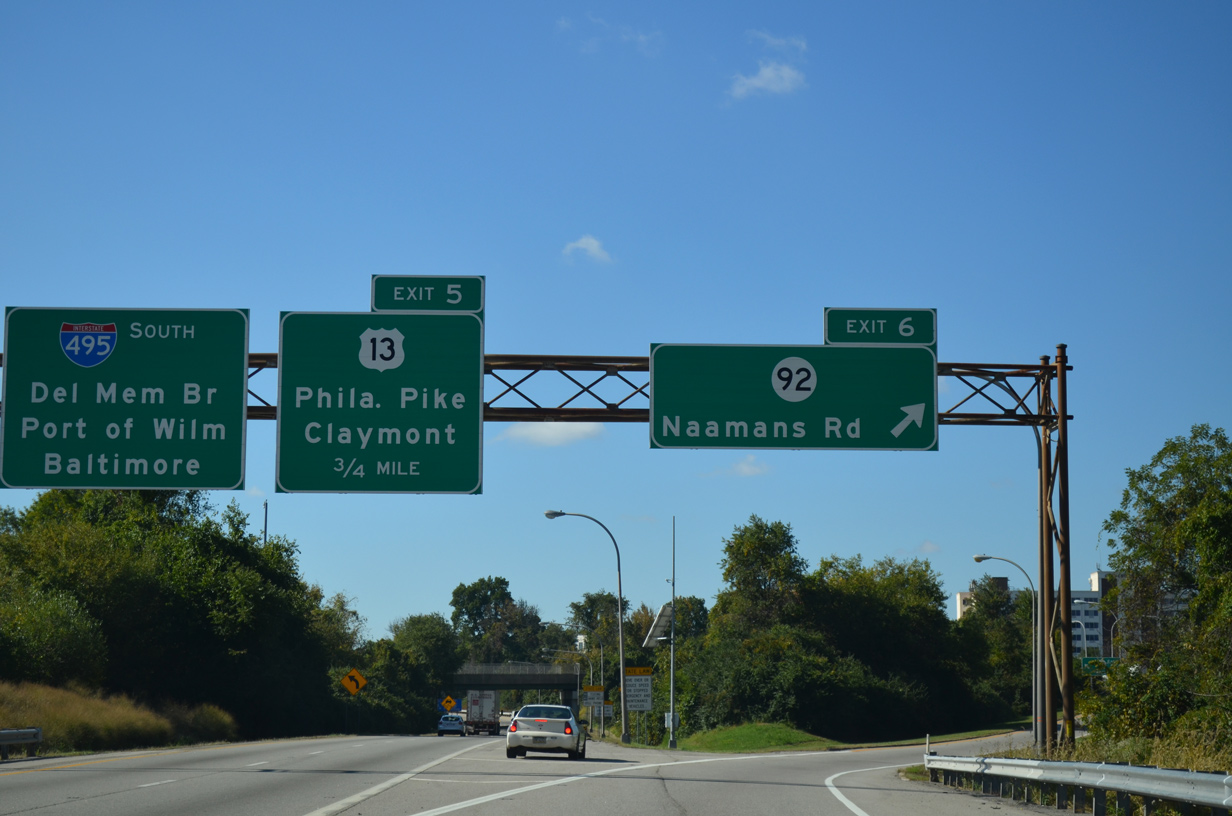 INTERSTATE
495
SOUTH
Del Mem Br
Port of Wilm
Baltimore
EXIT 5
13
Phila. Pike
Claymont
3/4 MILE
EXIT 6
92
Naamans Rd